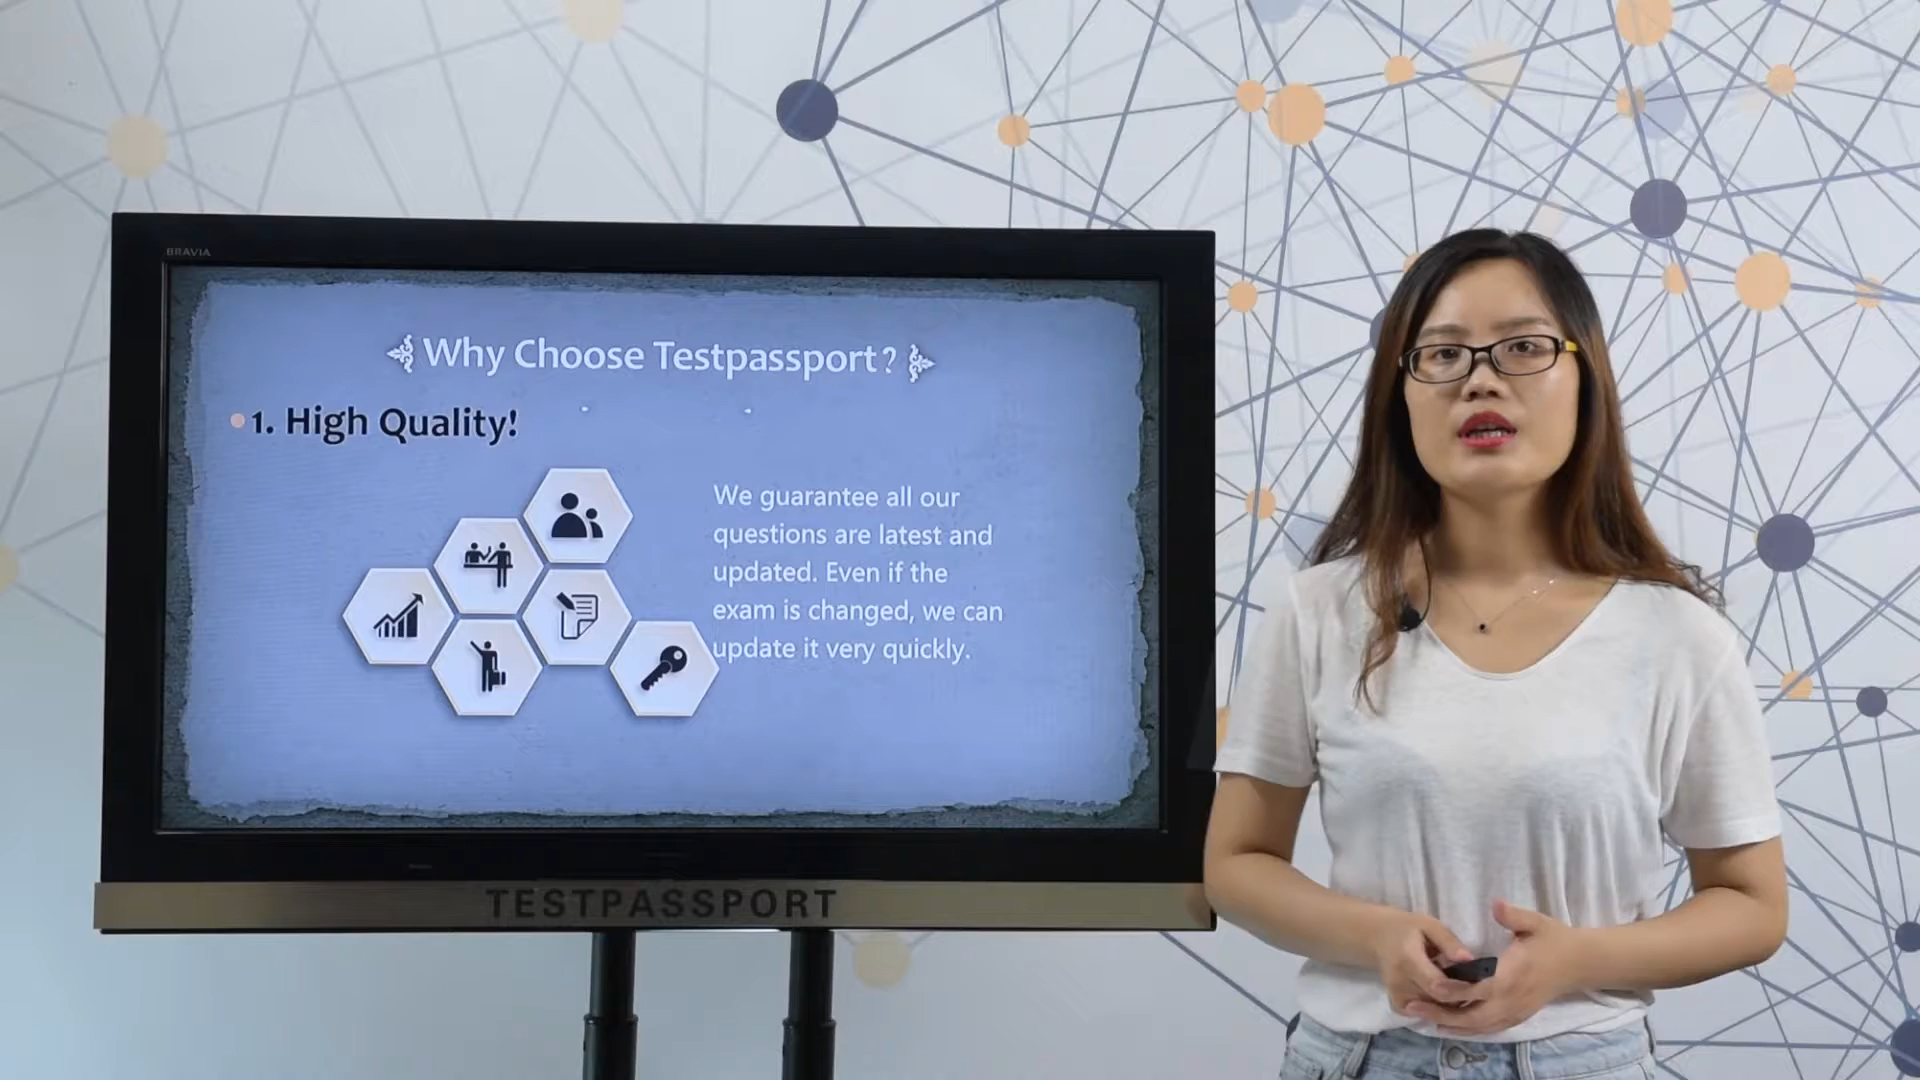 BRAVIA
Why Choose Testpassport?
1. High Quality!
We guarantee all our
questions are latest and
updated. Even if the
exam is changed, we can
update it very quickly.
TESTPASSPORT